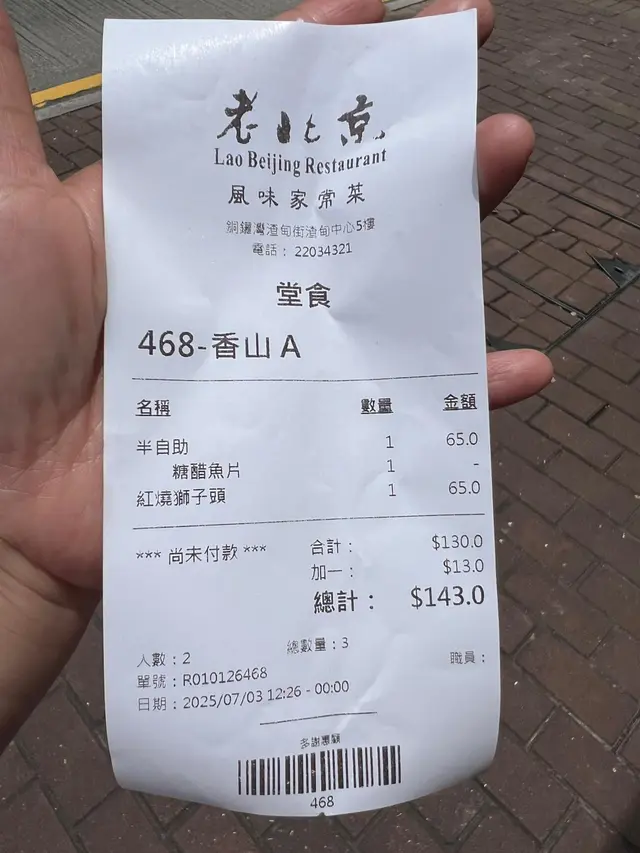 老北京
Lao Beijing Restaurant
風味家常菜
銅鑼灣渣甸街渣甸中心5樓
電話： 22034321
堂食
468-香山 A
名稱 數量 金額
半自助 1 65.0
糖醋魚片 1 -
紅燒獅子頭 1 65.0
*** 尚未付款 *** 合計： $130.0
加一： $13.0
總計： $143.0
人數：2 總數量：3
單號：R010126468 職員：
日期：2025/07/03 12:26 - 00:00
多謝惠顧
468